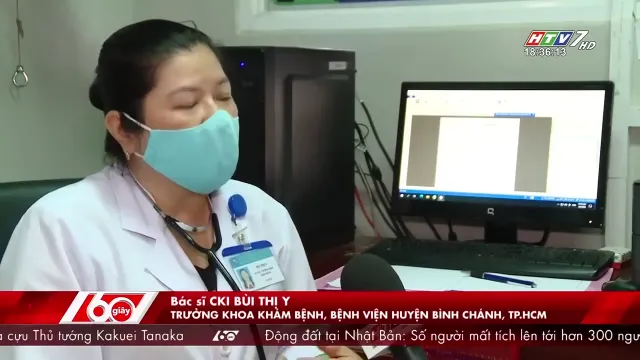 HTV7 HD
18:36:13
60 giây
Bác sĩ CKI BÙI THỊ Y
TRƯỞNG KHOA KHÁM BỆNH, BỆNH VIỆN HUYỆN BÌNH CHÁNH, TP.HCM
a cựu Thủ tướng Kakuei Tanaka Động đất tại Nhật Bản: Số người mất tích lên tới hơn 300 ngư